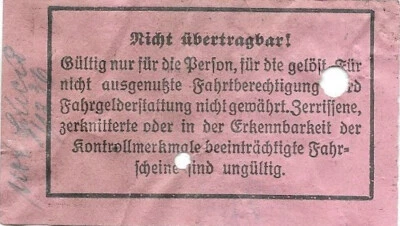 Nicht übertragbar!
Gültig nur für die Person, für die gelöst. Für
nicht ausgenutzte Fahrtberechtigung wird
Fahrgelderstattung nicht gewährt. Zerrissene,
zerknitterte oder in der Erkennbarkeit der
Kontrollmerkmale beeinträchtigte Fahr-
scheine sind ungültig.